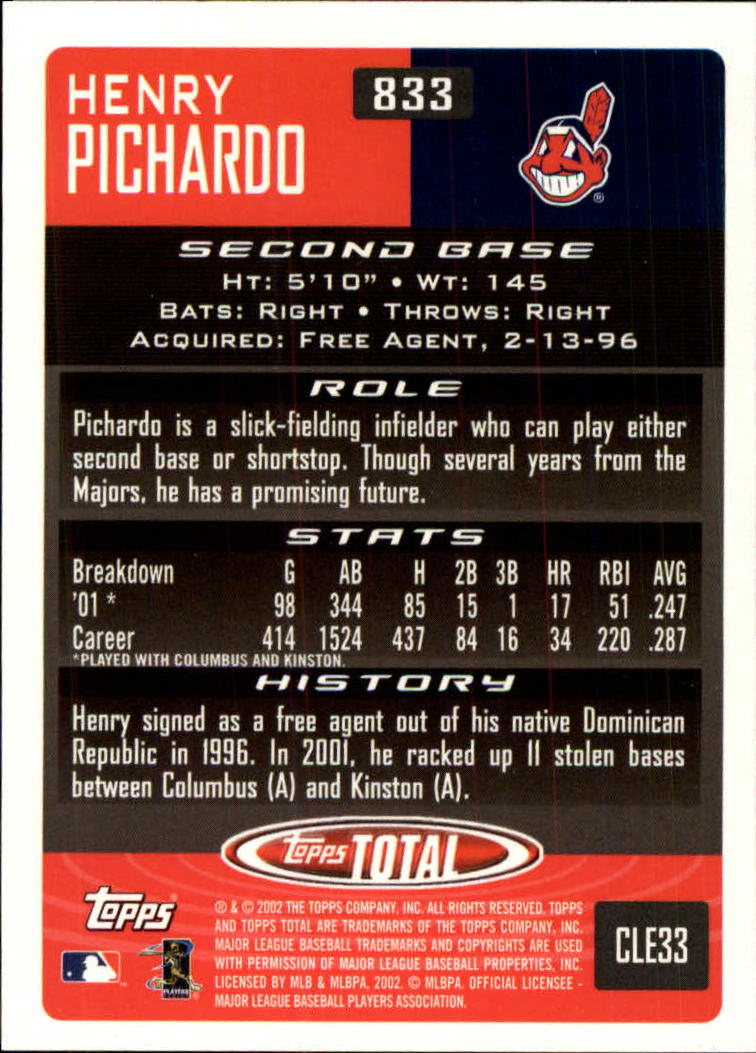 HENRY
PICHARDO
833
®
SECOND BASE
HT: 5'10" • WT: 145
BATS: RIGHT • THROWS: RIGHT
ACQUIRED: FREE AGENT, 2-13-96
ROLE
Pichardo is a slick-fielding infielder who can play either
second base or shortstop. Though several years from the
Majors, he has a promising future.
STATS
Breakdown G AB H 2B 3B HR RBI AVG
'01 * 98 344 85 15 1 17 51 .247
Career 414 1524 437 84 16 34 220 .287
*PLAYED WITH COLUMBUS AND KINSTON.
HISTORY
Henry signed as a free agent out of his native Dominican
Republic in 1996. In 2001, he racked up 11 stolen bases
between Columbus (A) and Kinston (A).
Topps TOTAL
Topps®
® & © 2002 THE TOPPS COMPANY, INC. ALL RIGHTS RESERVED. TOPPS
AND TOPPS TOTAL ARE TRADEMARKS OF THE TOPPS COMPANY, INC.
MAJOR LEAGUE BASEBALL TRADEMARKS AND COPYRIGHTS ARE USED
WITH PERMISSION OF MAJOR LEAGUE BASEBALL PROPERTIES, INC.
LICENSED BY MLB & MLBPA, 2002. © MLBPA. OFFICIAL LICENSEE -
MAJOR LEAGUE BASEBALL PLAYERS ASSOCIATION.
PLAYERS
CLE33